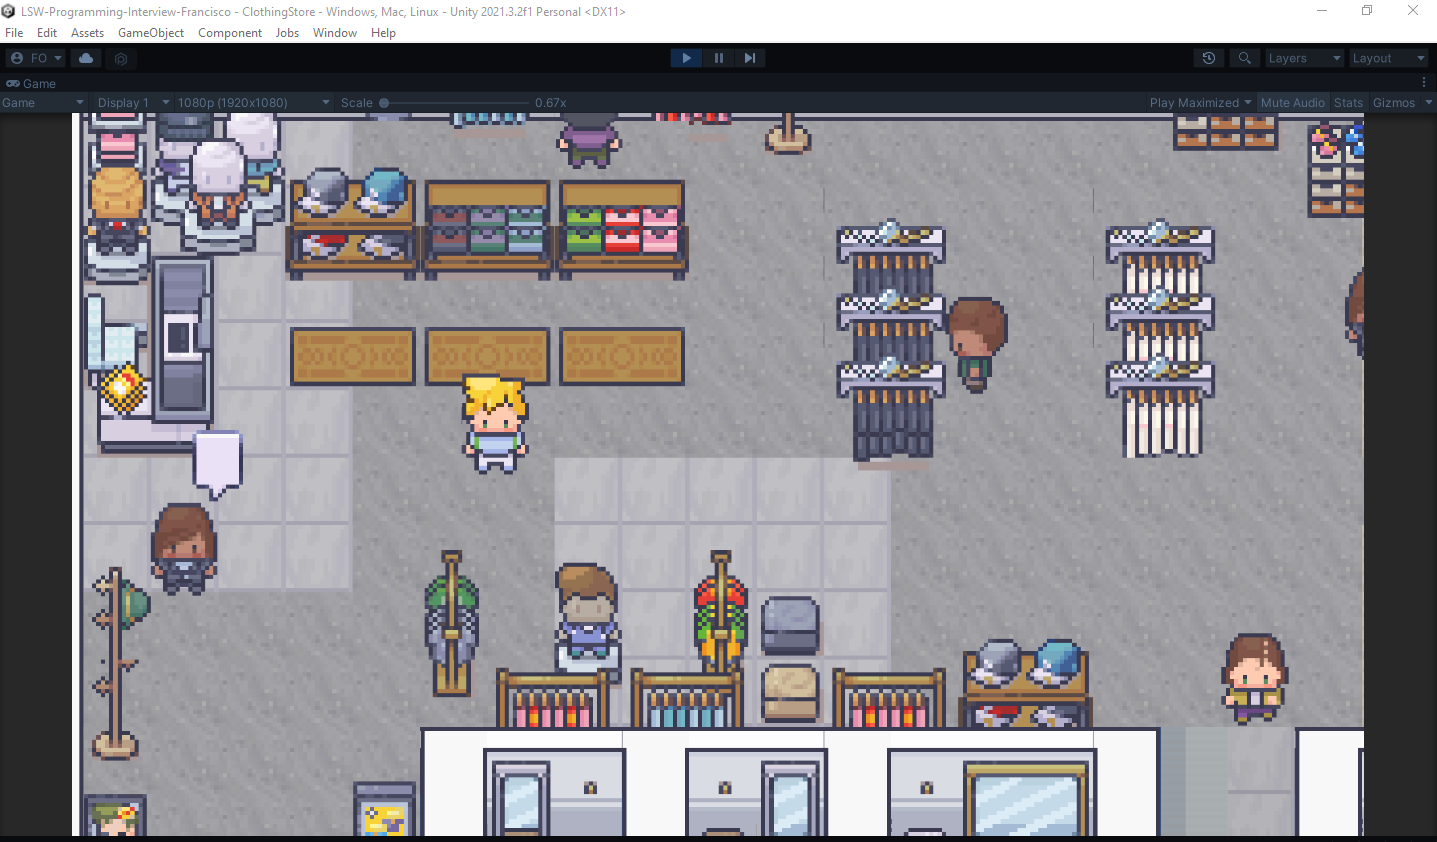 LSW-Programming-Interview-Francisco - ClothingStore - Windows, Mac, Linux - Unity 2021.3.2f1 Personal <DX11>
File Edit Assets GameObject Component Jobs Window Help
FO Layers Layout
Game
Game Display 1 1080p (1920x1080) Scale 0.67x Play Maximized Mute Audio Stats Gizmos